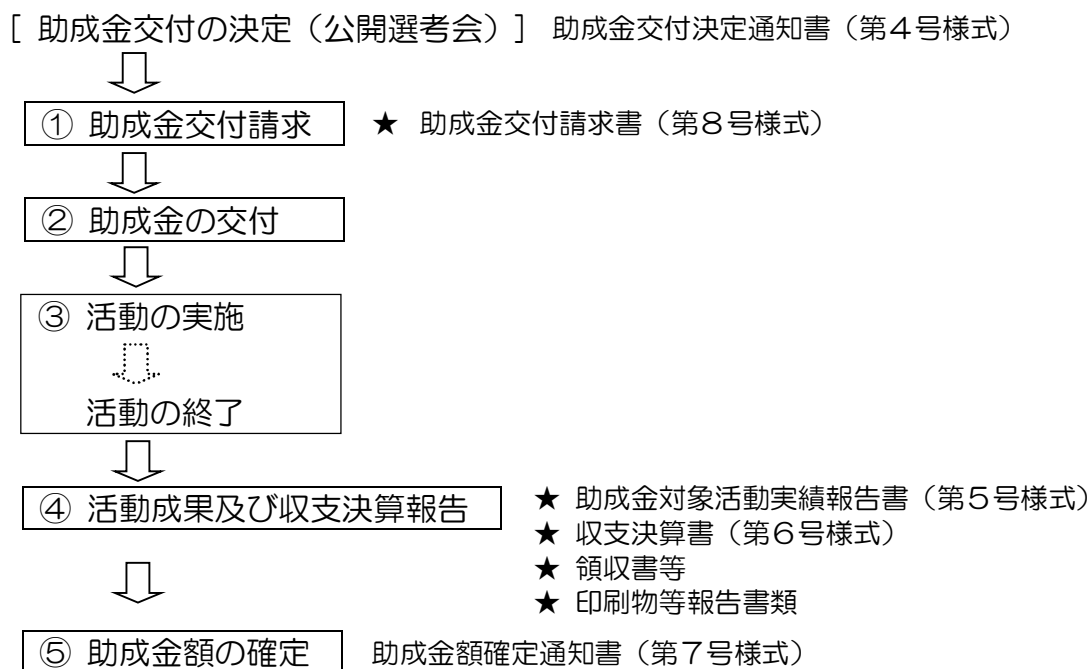 [ 助成金交付の決定（公開選考会）] 助成金交付決定通知書（第４号様式）
① 助成金交付請求 ★ 助成金交付請求書（第８号様式）
② 助成金の交付
③ 活動の実施
活動の終了
④ 活動成果及び収支決算報告 ★ 助成金対象活動実績報告書（第５号様式）
★ 収支決算書（第６号様式）
★ 領収書等
★ 印刷物等報告書類
⑤ 助成金額の確定 助成金額確定通知書（第７号様式）